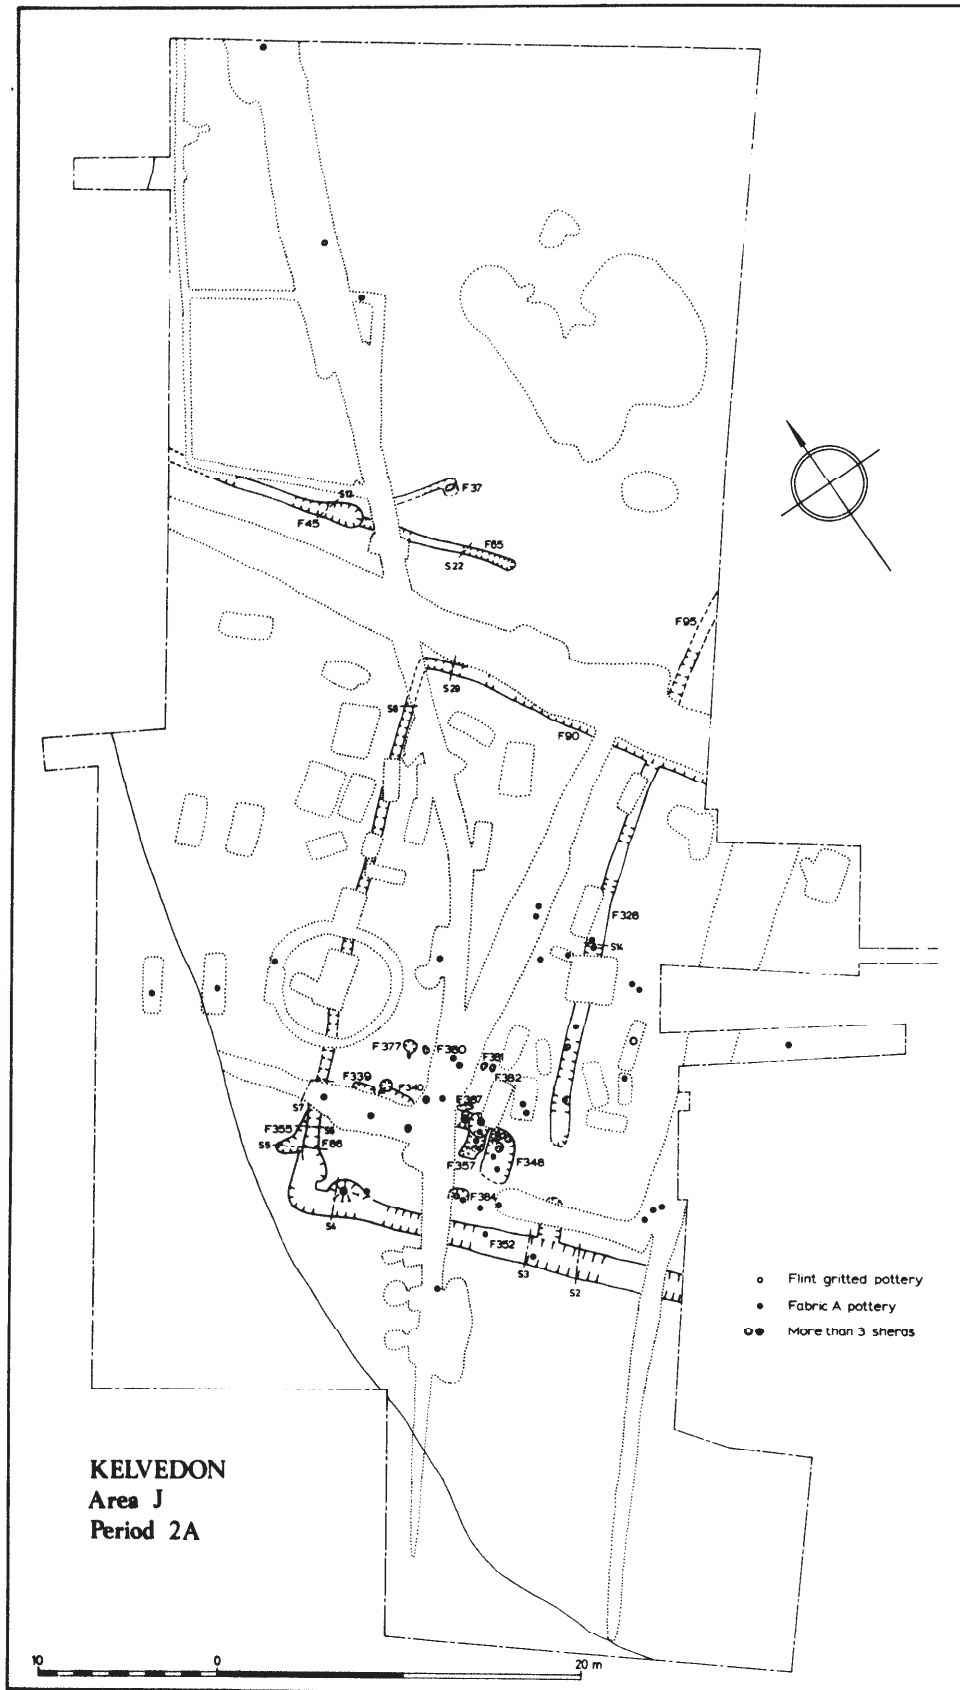 S13
F37
F45
F65
S22
F95
S29
S8
F90
F328
S14
F377
F380
F381
F382
F339
F340
F367
S7
F355
S6
S5
F66
F357
F348
F384
S4
F352
S3
S2
Flint gritted pottery
Fabric A pottery
More than 3 sherds
KELVEDON
Area J
Period 2A
10 0 20 m